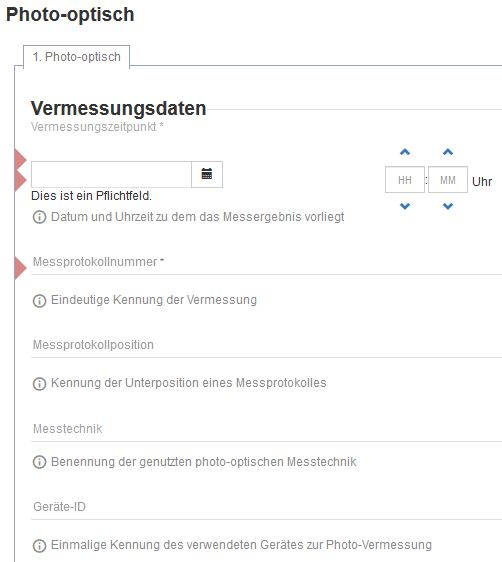 Photo-optisch
1. Photo-optisch
Vermessungsdaten
Vermessungszeitpunkt *
HH : MM Uhr
Dies ist ein Pflichtfeld.
Datum und Uhrzeit zu dem das Messergebnis vorliegt
Messprotokollnummer *
Eindeutige Kennung der Vermessung
Messprotokollposition
Kennung der Unterposition eines Messprotokolles
Messtechnik
Benennung der genutzten photo-optischen Messtechnik
Geräte-ID
Einmalige Kennung des verwendeten Gerätes zur Photo-Vermessung